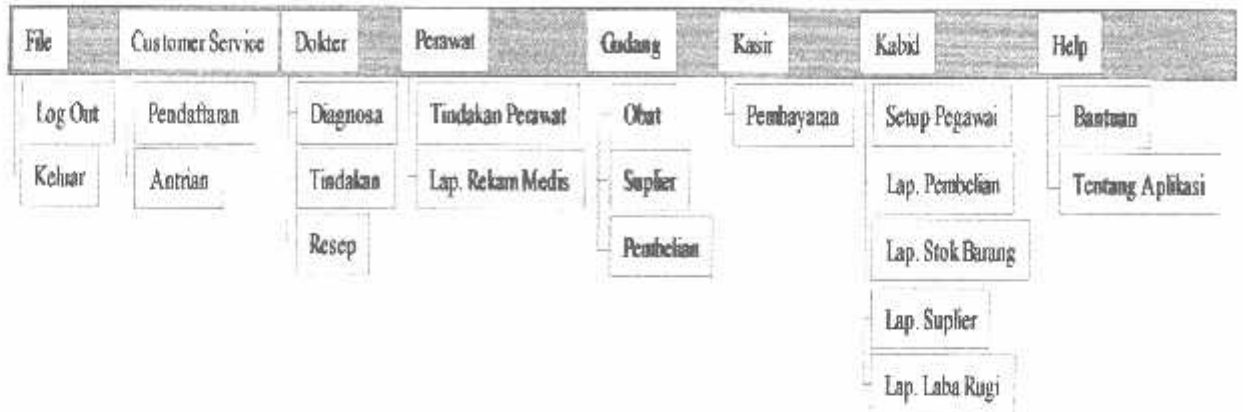 File Customer Service Dokter Perawat Gudang Kasir Kabid Help
Log Out Pendaftaran Diagnosa Tindakan Perawat Obat Pembayaran Setup Pegawai Bantuan
Keluar Antrian Tindakan Lap. Rekam Medis Suplier Lap. Pembelian Tentang Aplikasi
Resep Pembelian Lap. Stok Barang
Lap. Suplier
Lap. Laba Rugi